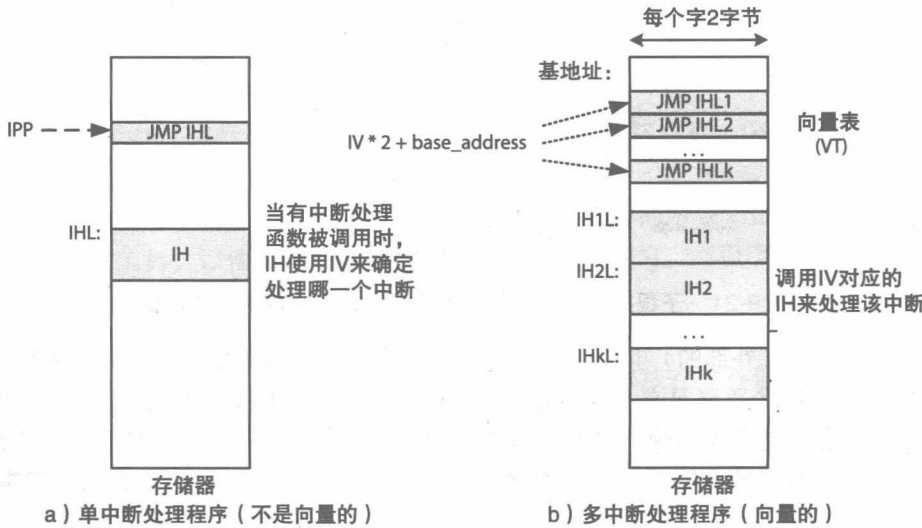 IPP
JMP IHL
IHL:
IH
当有中断处理
函数被调用时，
IH使用IV来确定
处理哪一个中断
存储器
a）单中断处理程序（不是向量的）
每个字2字节
基地址：
IV * 2 + base_address
JMP IHL1
JMP IHL2
...
JMP IHLk
向量表
(VT)
IH1L:
IH1
IH2L:
IH2
...
IHkL:
IHk
调用IV对应的
IH来处理该中断
存储器
b）多中断处理程序（向量的）